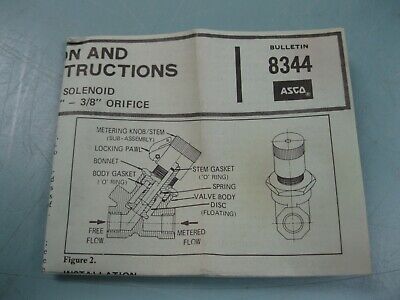 ON AND
TRUCTIONS
SOLENOID
" – 3/8" ORIFICE
BULLETIN
8344
ASCO
METERING KNOB/STEM
(SUB-ASSEMBLY)
LOCKING PAWL
BONNET
BODY GASKET
('O' RING)
STEM GASKET
('O' RING)
SPRING
VALVE BODY
DISC
(FLOATING)
FREE
FLOW
METERED
FLOW
Figure 2.
INSTALLATION